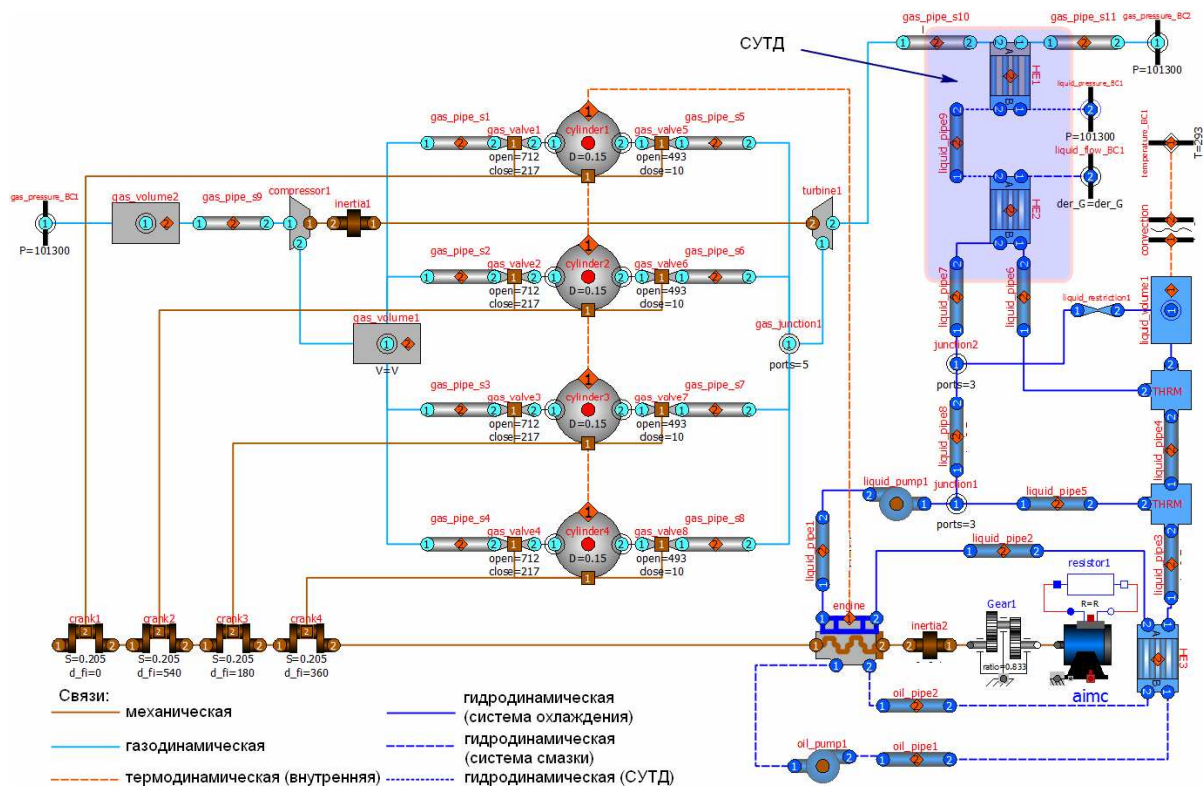 gas_pipe_s10
gas_pipe_s11
gas_pressure_BC2
СУТД
HE1
P=101300
liquid_pressure_BC1
P=101300
liquid_flow_BC1
der_G=der_G
liquid_pipe9
HE2
temperature_BC1
T=293
convection
gas_pipe_s1
gas_valve1
cylinder1
D=0.15
gas_valve5
gas_pipe_s5
open=712
close=217
open=493
close=10
gas_pressure_BC1
P=101300
gas_volume2
gas_pipe_s9
compressor1
inertia1
turbine1
gas_pipe_s2
gas_valve2
cylinder2
D=0.15
gas_valve6
gas_pipe_s6
open=712
close=217
open=493
close=10
liquid_pipe7
liquid_pipe6
liquid_restriction1
liquid_volume1
gas_volume1
V=V
gas_junction1
ports=5
junction2
ports=3
THRM
gas_pipe_s3
gas_valve3
cylinder3
D=0.15
gas_valve7
gas_pipe_s7
open=712
close=217
open=493
close=10
liquid_pipe8
liquid_pipe4
liquid_pump1
junction1
ports=3
liquid_pipe5
THRM
gas_pipe_s4
gas_valve4
cylinder4
D=0.15
gas_valve8
gas_pipe_s8
open=712
close=217
open=493
close=10
liquid_pipe1
liquid_pipe2
liquid_pipe3
resistor1
R=R
crank1
crank2
crank3
crank4
S=0.205
d_fi=0
S=0.205
d_fi=540
S=0.205
d_fi=180
S=0.205
d_fi=360
engine
inertia2
Gear1
ratio=0.833
aimc
HE3
oil_pipe2
oil_pump1
oil_pipe1
Связи:
механическая
газодинамическая
термодинамическая (внутренняя)
гидродинамическая
(система охлаждения)
гидродинамическая
(система смазки)
гидродинамическая (СУТД)